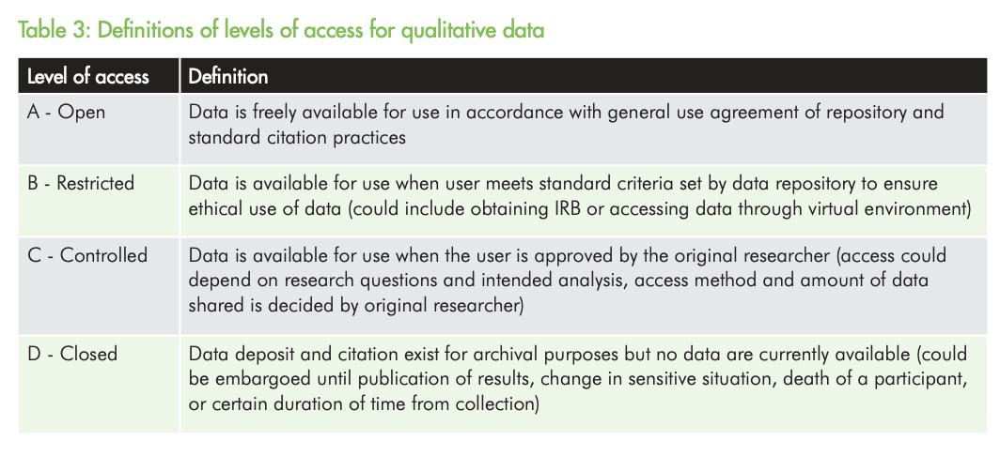 Table 3: Definitions of levels of access for qualitative data
Level of access Definition
A - Open Data is freely available for use in accordance with general use agreement of repository and
standard citation practices
B - Restricted Data is available for use when user meets standard criteria set by data repository to ensure
ethical use of data (could include obtaining IRB or accessing data through virtual environment)
C - Controlled Data is available for use when the user is approved by the original researcher (access could
depend on research questions and intended analysis, access method and amount of data
shared is decided by original researcher)
D - Closed Data deposit and citation exist for archival purposes but no data are currently available (could
be embargoed until publication of results, change in sensitive situation, death of a participant,
or certain duration of time from collection)